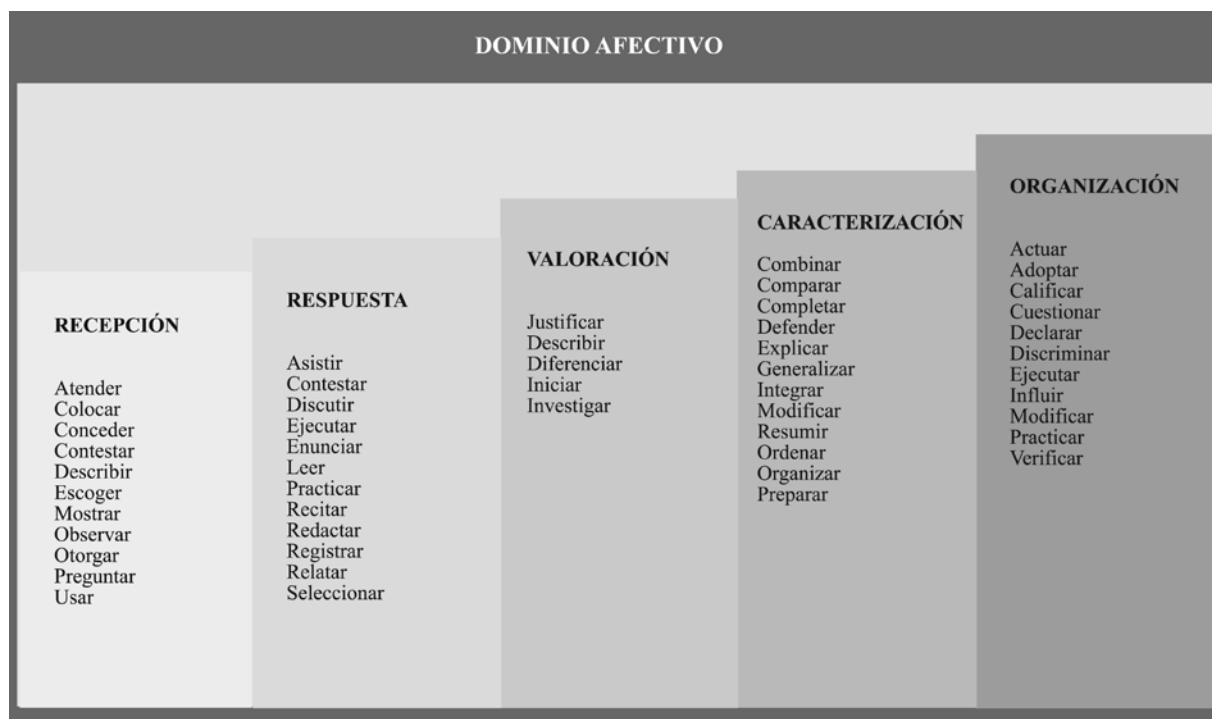 DOMINIO AFECTIVO
RECEPCIÓN
Atender
Colocar
Conceder
Contestar
Describir
Escoger
Mostrar
Observar
Otorgar
Preguntar
Usar
RESPUESTA
Asistir
Contestar
Discutir
Ejecutar
Enunciar
Leer
Practicar
Recitar
Redactar
Registrar
Relatar
Seleccionar
VALORACIÓN
Justificar
Describir
Diferenciar
Iniciar
Investigar
CARACTERIZACIÓN
Combinar
Comparar
Completar
Defender
Explicar
Generalizar
Integrar
Modificar
Resumir
Ordenar
Organizar
Preparar
ORGANIZACIÓN
Actuar
Adoptar
Calificar
Cuestionar
Declarar
Discriminar
Ejecutar
Influir
Modificar
Practicar
Verificar